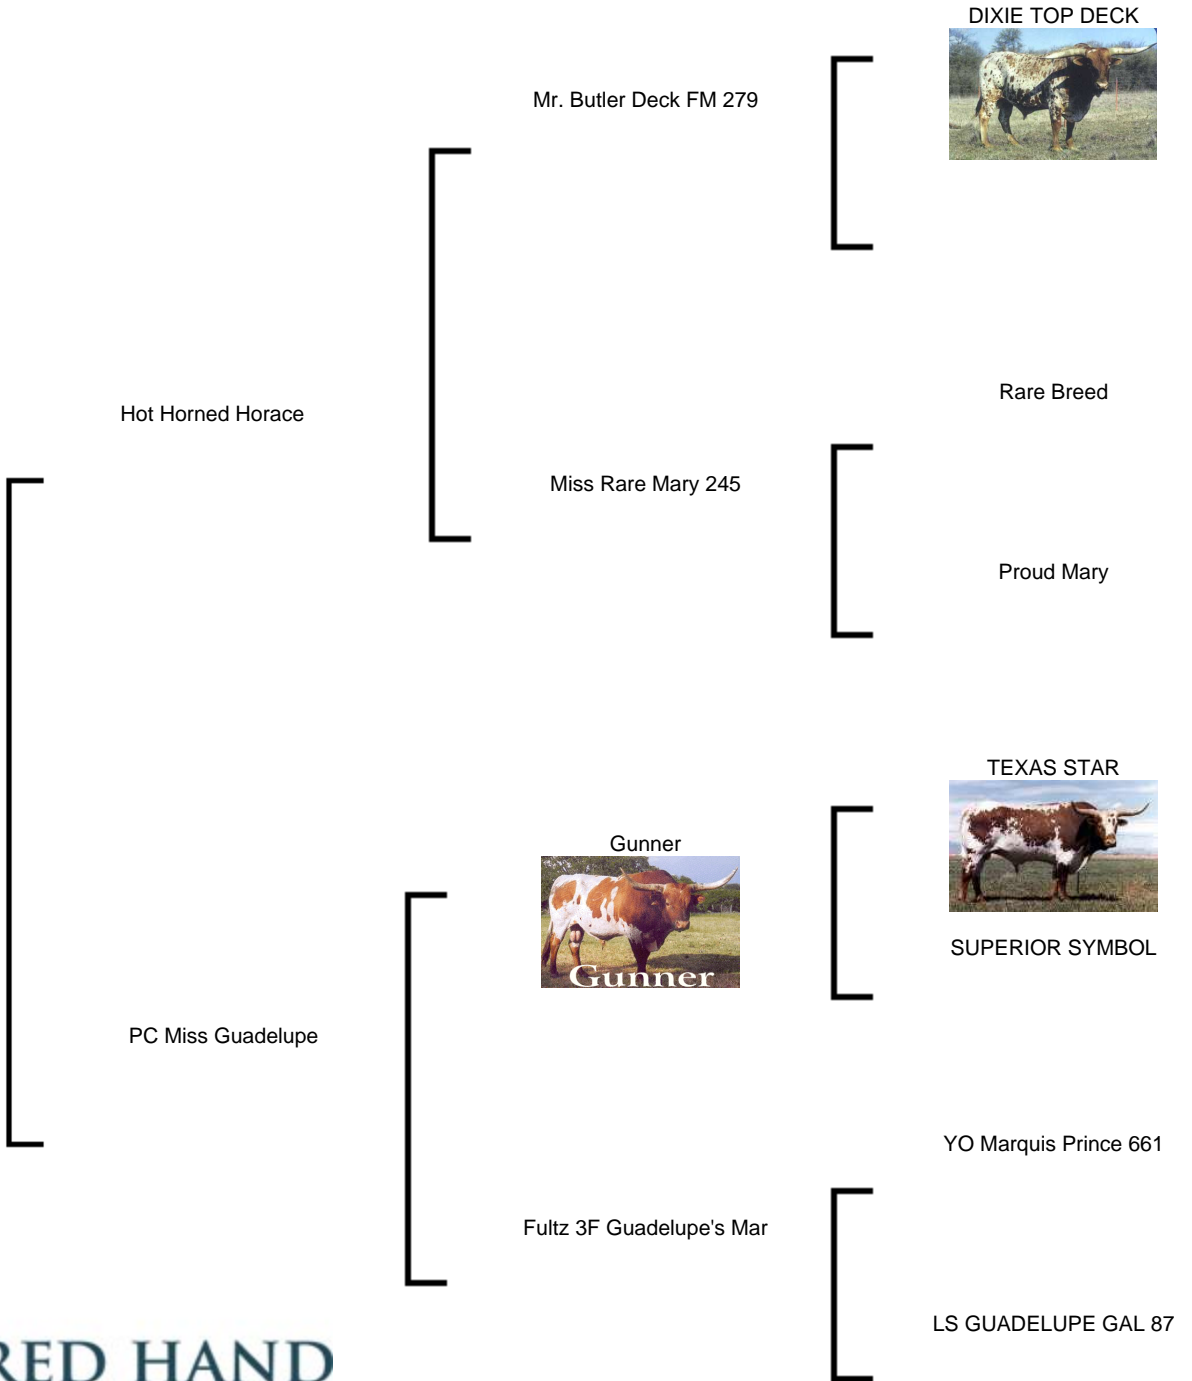 DIXIE TOP DECK
Mr. Butler Deck FM 279
Rare Breed
Hot Horned Horace
Miss Rare Mary 245
Proud Mary
TEXAS STAR
Gunner
Gunner
SUPERIOR SYMBOL
PC Miss Guadelupe
YO Marquis Prince 661
Fultz 3F Guadelupe's Mar
LS GUADELUPE GAL 87
RED HAND